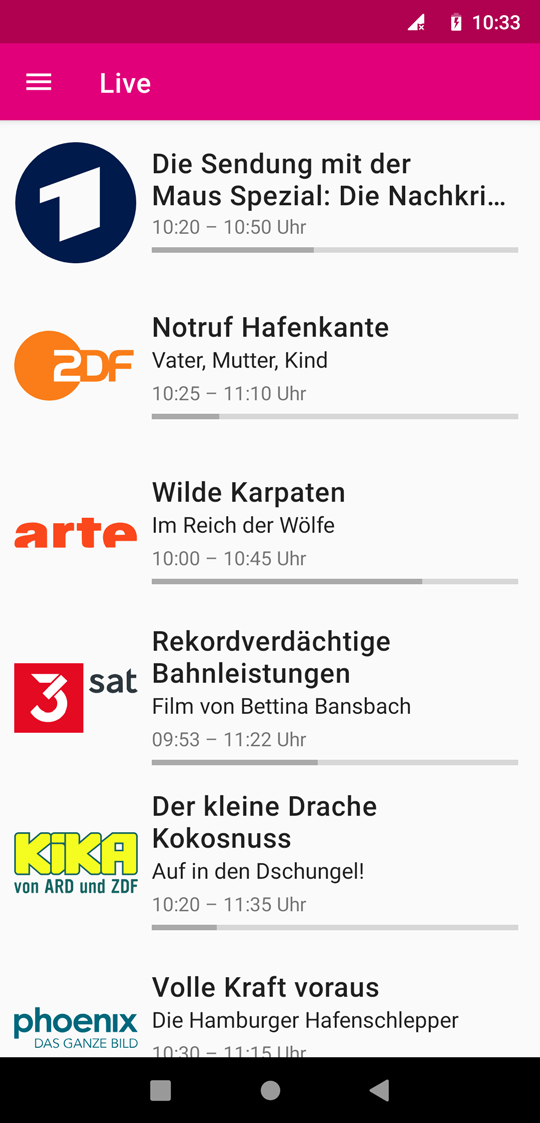 10:33
Live
1
Die Sendung mit der
Maus Spezial: Die Nachkri...
10:20 – 10:50 Uhr
ZDF
Notruf Hafenkante
Vater, Mutter, Kind
10:25 – 11:10 Uhr
arte
Wilde Karpaten
Im Reich der Wölfe
10:00 – 10:45 Uhr
3 sat
Rekordverdächtige
Bahnleistungen
Film von Bettina Bansbach
09:53 – 11:22 Uhr
KiKA
von ARD und ZDF
Der kleine Drache
Kokosnuss
Auf in den Dschungel!
10:20 – 11:35 Uhr
phoenix
DAS GANZE BILD
Volle Kraft voraus
Die Hamburger Hafenschlepper
10:30 – 11:15 Uhr